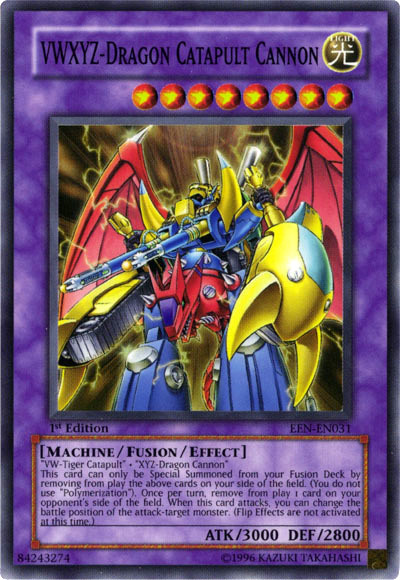 VWXYZ-Dragon Catapult Cannon
LIGHT
光
1st Edition
EEN-EN031
[Machine / Fusion / Effect]
"VW-Tiger Catapult" • "XYZ-Dragon Cannon"
This card can only be Special Summoned from your Fusion Deck by
removing from play the above cards on your side of the field. (You do not
use "Polymerization"). Once per turn, remove from play 1 card on your
opponent's side of the field. When this card attacks, you can change the
battle position of the attack-target monster. (Flip Effects are not activated
at this time.)
ATK/3000 DEF/2800
84243274
©1996 KAZUKI TAKAHASHI